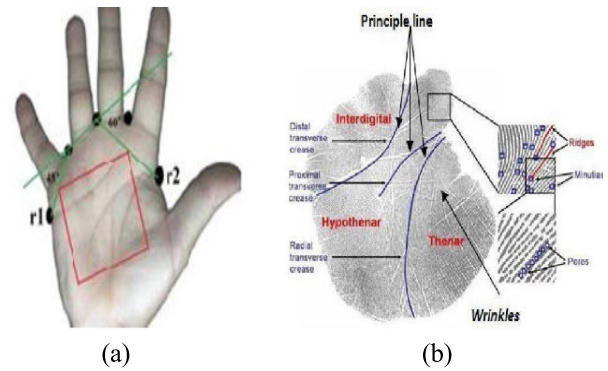 60°
45°
r1
r2
(a)
Principle line
Interdigital
Distal
transverse
crease
Proximal
transverse
crease
Hypothenar
Radial
transverse
crease
Thenar
Wrinkles
Ridges
Minutiae
Pores
(b)